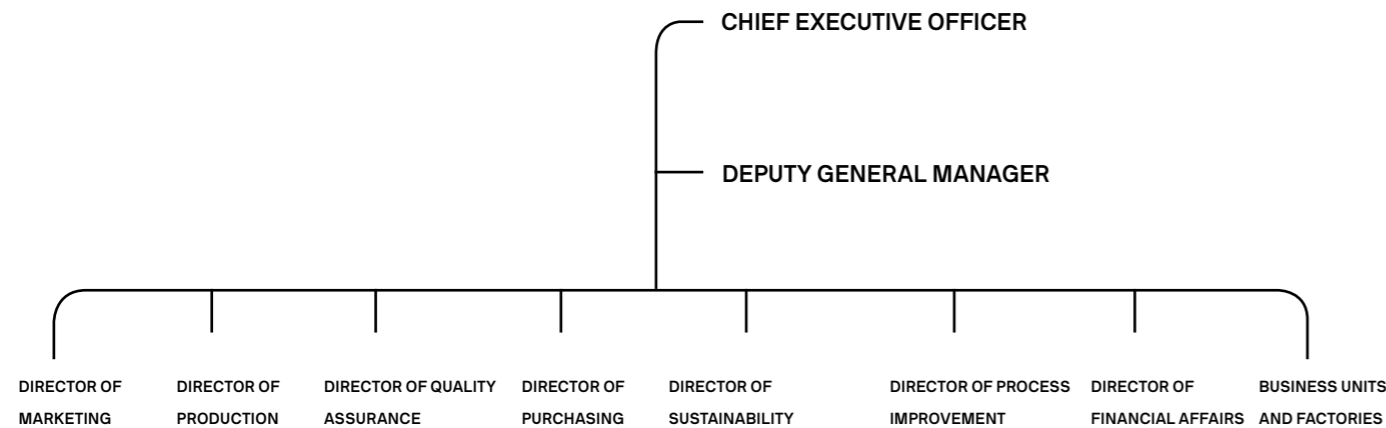 CHIEF EXECUTIVE OFFICER
DEPUTY GENERAL MANAGER
DIRECTOR OF
MARKETING
DIRECTOR OF
PRODUCTION
DIRECTOR OF QUALITY
ASSURANCE
DIRECTOR OF
PURCHASING
DIRECTOR OF
SUSTAINABILITY
DIRECTOR OF PROCESS
IMPROVEMENT
DIRECTOR OF
FINANCIAL AFFAIRS
BUSINESS UNITS
AND FACTORIES